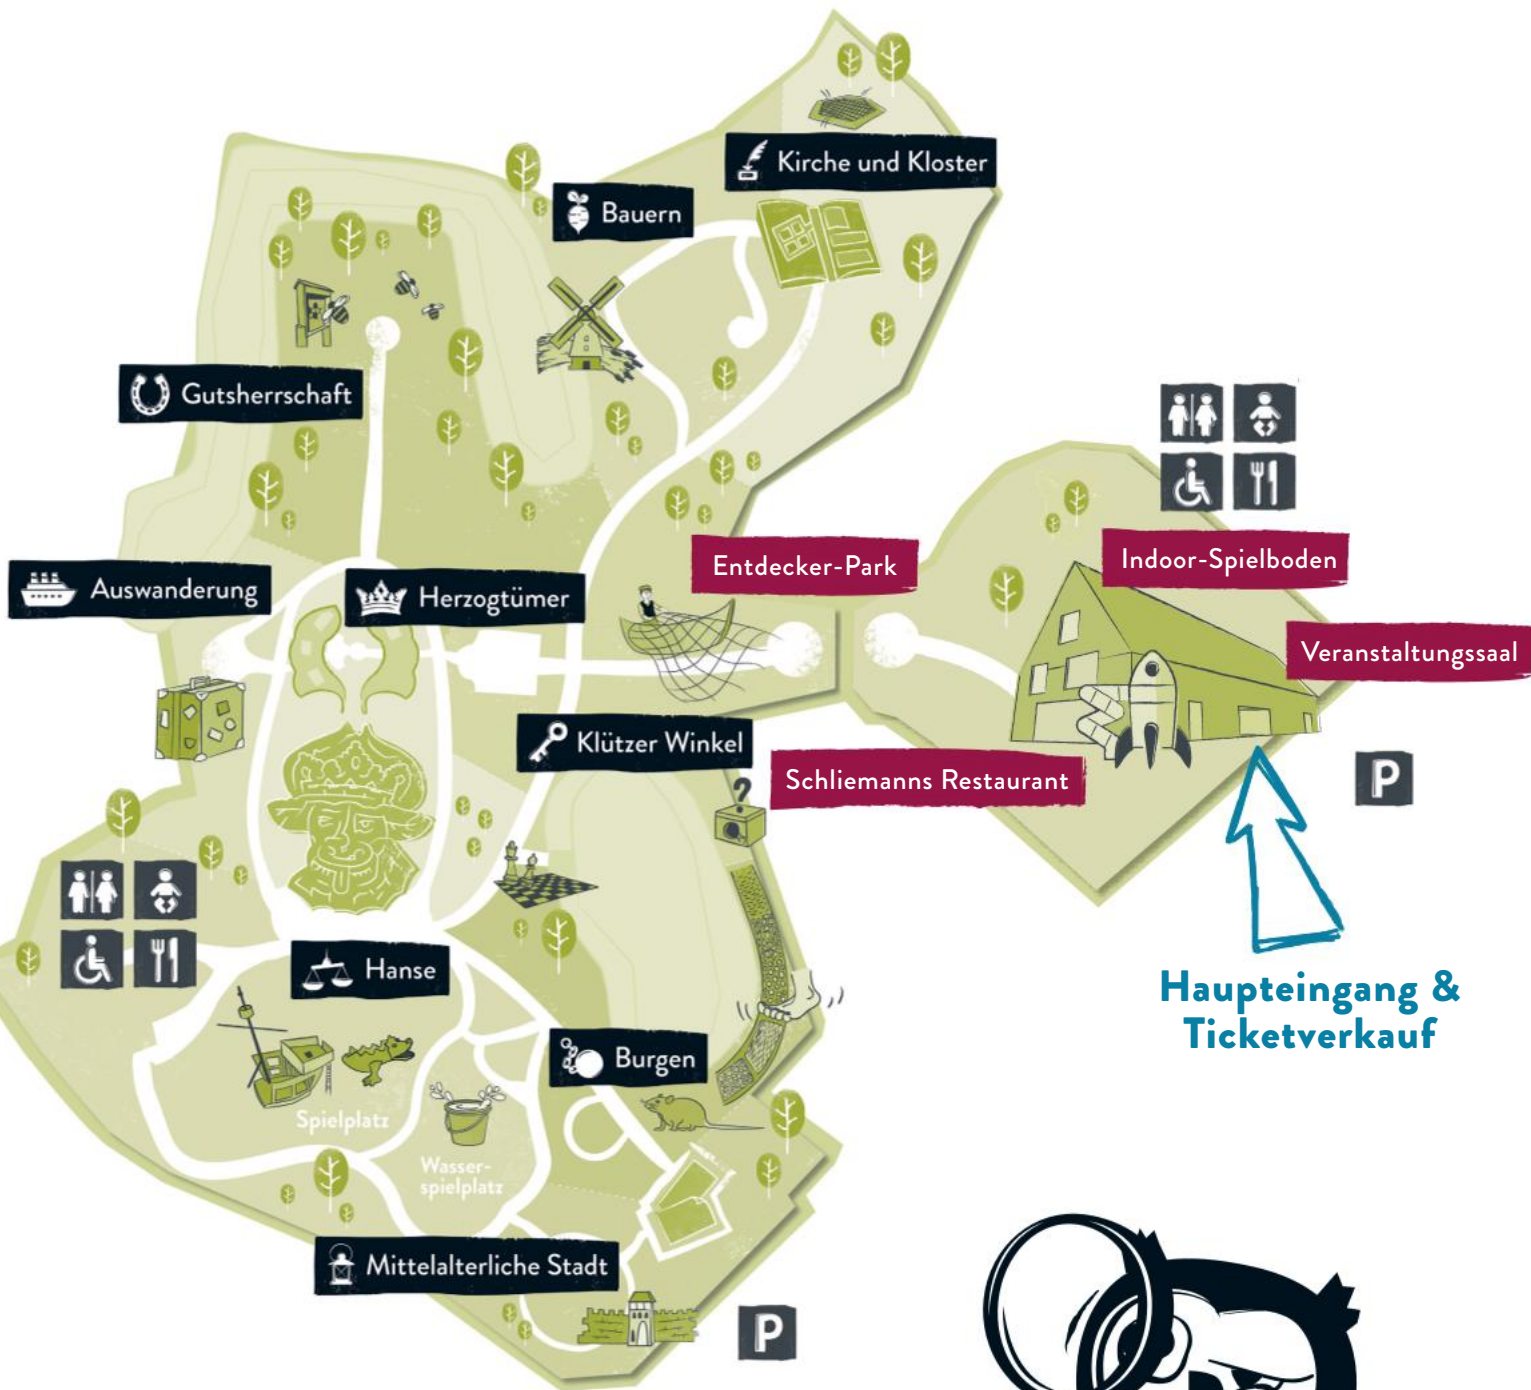 Kirche und Kloster
Bauern
Gutsherrschaft
Entdecker-Park
Indoor-Spielboden
Auswanderung
Herzogtümer
Veranstaltungssaal
Klützer Winkel
Schliemanns Restaurant
P
?
Hanse
Haupteingang &
Ticketverkauf
Burgen
Spielplatz
Wasser-
spielplatz
Mittelalterliche Stadt
P